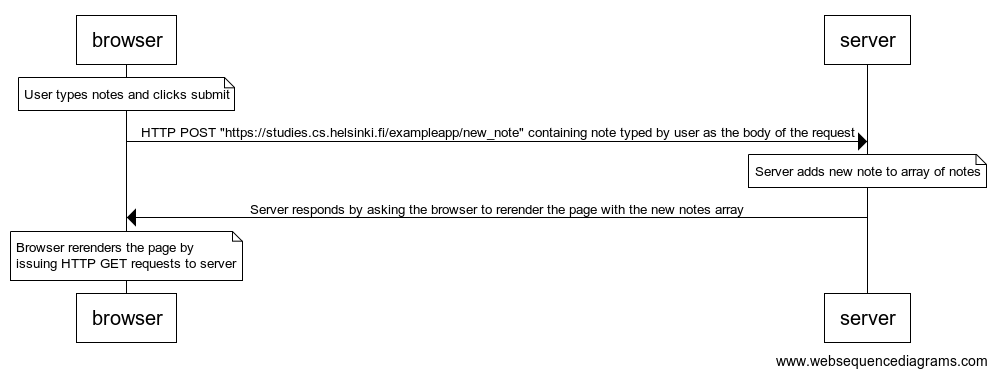 browser
server
User types notes and clicks submit
HTTP POST "https://studies.cs.helsinki.fi/exampleapp/new_note" containing note typed by user as the body of the request
Server adds new note to array of notes
Server responds by asking the browser to rerender the page with the new notes array
Browser rerenders the page by
issuing HTTP GET requests to server
browser
server
www.websequencediagrams.com